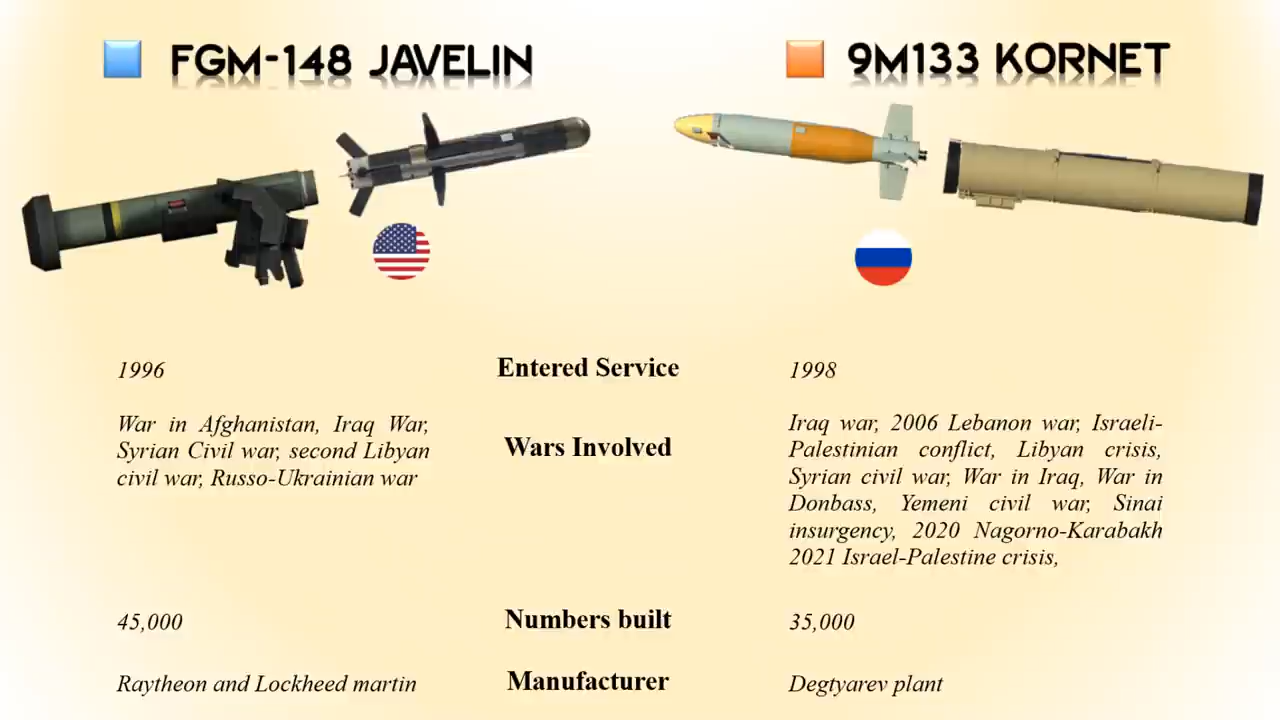 FGM-148 JAVELIN
9M133 KORNET
1996
Entered Service
1998
War in Afghanistan, Iraq War,
Syrian Civil war, second Libyan
civil war, Russo-Ukrainian war
Wars Involved
Iraq war, 2006 Lebanon war, Israeli-
Palestinian conflict, Libyan crisis,
Syrian civil war, War in Iraq, War in
Donbass, Yemeni civil war, Sinai
insurgency, 2020 Nagorno-Karabakh
2021 Israel-Palestine crisis,
45,000
Numbers built
35,000
Raytheon and Lockheed martin
Manufacturer
Degtyarev plant